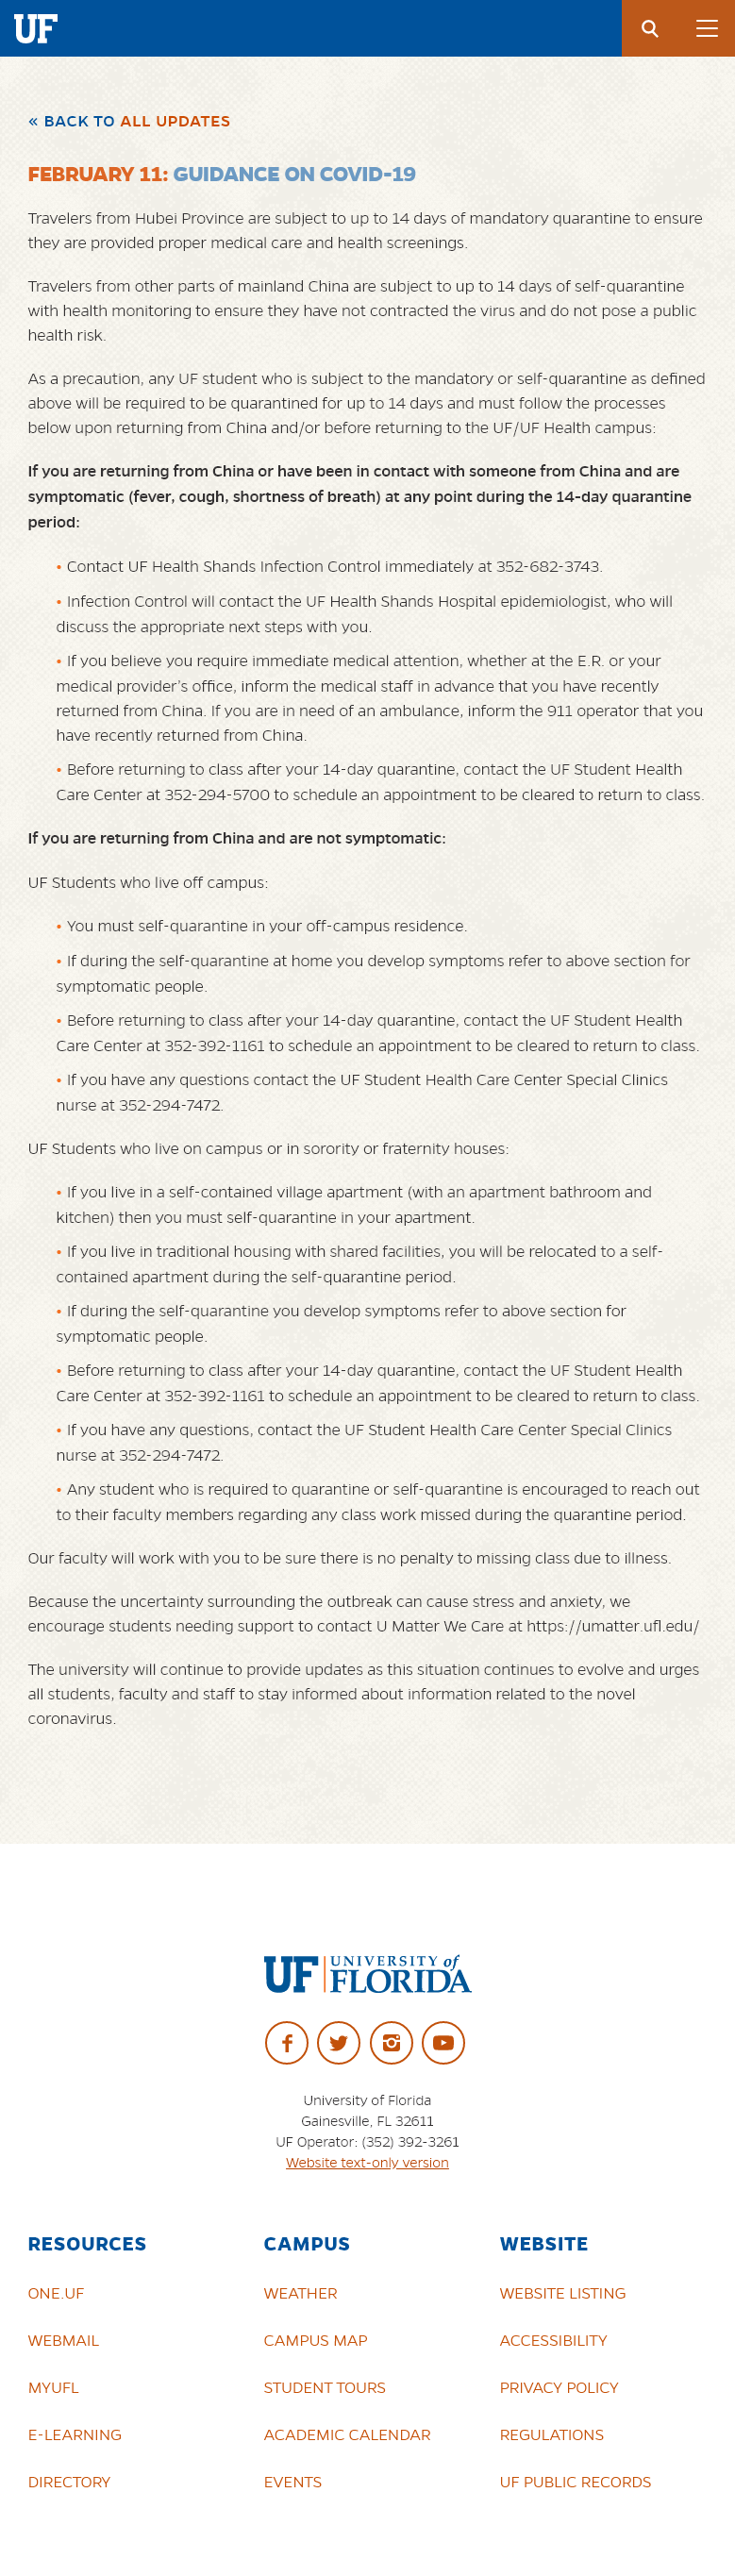 UF
« BACK TO ALL UPDATES
FEBRUARY 11: GUIDANCE ON COVID-19
Travelers from Hubei Province are subject to up to 14 days of mandatory quarantine to ensure
they are provided proper medical care and health screenings.
Travelers from other parts of mainland China are subject to up to 14 days of self-quarantine
with health monitoring to ensure they have not contracted the virus and do not pose a public
health risk.
As a precaution, any UF student who is subject to the mandatory or self-quarantine as defined
above will be required to be quarantined for up to 14 days and must follow the processes
below upon returning from China and/or before returning to the UF/UF Health campus:
If you are returning from China or have been in contact with someone from China and are
symptomatic (fever, cough, shortness of breath) at any point during the 14-day quarantine
period:
• Contact UF Health Shands Infection Control immediately at 352-682-3743.
• Infection Control will contact the UF Health Shands Hospital epidemiologist, who will
discuss the appropriate next steps with you.
• If you believe you require immediate medical attention, whether at the E.R. or your
medical provider's office, inform the medical staff in advance that you have recently
returned from China. If you are in need of an ambulance, inform the 911 operator that you
have recently returned from China.
• Before returning to class after your 14-day quarantine, contact the UF Student Health
Care Center at 352-294-5700 to schedule an appointment to be cleared to return to class.
If you are returning from China and are not symptomatic:
UF Students who live off campus:
• You must self-quarantine in your off-campus residence.
• If during the self-quarantine at home you develop symptoms refer to above section for
symptomatic people.
• Before returning to class after your 14-day quarantine, contact the UF Student Health
Care Center at 352-392-1161 to schedule an appointment to be cleared to return to class.
• If you have any questions contact the UF Student Health Care Center Special Clinics
nurse at 352-294-7472.
UF Students who live on campus or in sorority or fraternity houses:
• If you live in a self-contained village apartment (with an apartment bathroom and
kitchen) then you must self-quarantine in your apartment.
• If you live in traditional housing with shared facilities, you will be relocated to a self-
contained apartment during the self-quarantine period.
• If during the self-quarantine you develop symptoms refer to above section for
symptomatic people.
• Before returning to class after your 14-day quarantine, contact the UF Student Health
Care Center at 352-392-1161 to schedule an appointment to be cleared to return to class.
• If you have any questions, contact the UF Student Health Care Center Special Clinics
nurse at 352-294-7472.
• Any student who is required to quarantine or self-quarantine is encouraged to reach out
to their faculty members regarding any class work missed during the quarantine period.
Our faculty will work with you to be sure there is no penalty to missing class due to illness.
Because the uncertainty surrounding the outbreak can cause stress and anxiety, we
encourage students needing support to contact U Matter We Care at https://umatter.ufl.edu/
The university will continue to provide updates as this situation continues to evolve and urges
all students, faculty and staff to stay informed about information related to the novel
coronavirus.
UF UNIVERSITY of
FLORIDA
University of Florida
Gainesville, FL 32611
UF Operator: (352) 392-3261
Website text-only version
RESOURCES
ONE.UF
WEBMAIL
MYUFL
E-LEARNING
DIRECTORY
CAMPUS
WEATHER
CAMPUS MAP
STUDENT TOURS
ACADEMIC CALENDAR
EVENTS
WEBSITE
WEBSITE LISTING
ACCESSIBILITY
PRIVACY POLICY
REGULATIONS
UF PUBLIC RECORDS